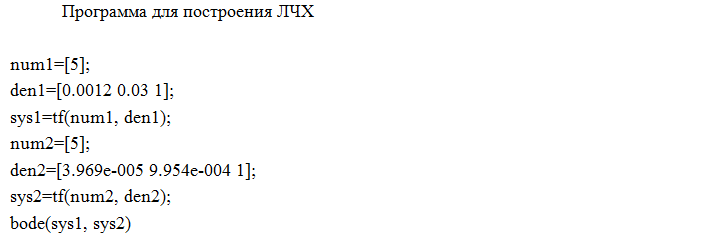 Программа для построения ЛЧХ
num1=[5];
den1=[0.0012 0.03 1];
sys1=tf(num1, den1);
num2=[5];
den2=[3.969e-005 9.954e-004 1];
sys2=tf(num2, den2);
bode(sys1, sys2)